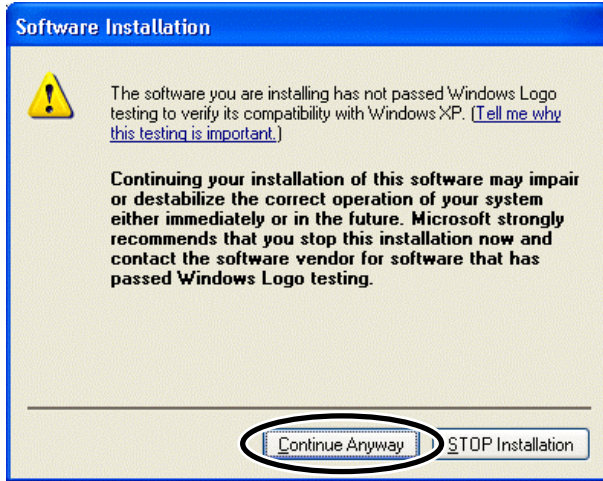 Software Installation
The software you are installing has not passed Windows Logo
testing to verify its compatibility with Windows XP. (Tell me why
this testing is important.)
Continuing your installation of this software may impair
or destabilize the correct operation of your system
either immediately or in the future. Microsoft strongly
recommends that you stop this installation now and
contact the software vendor for software that has
passed Windows Logo testing.
Continue Anyway STOP Installation